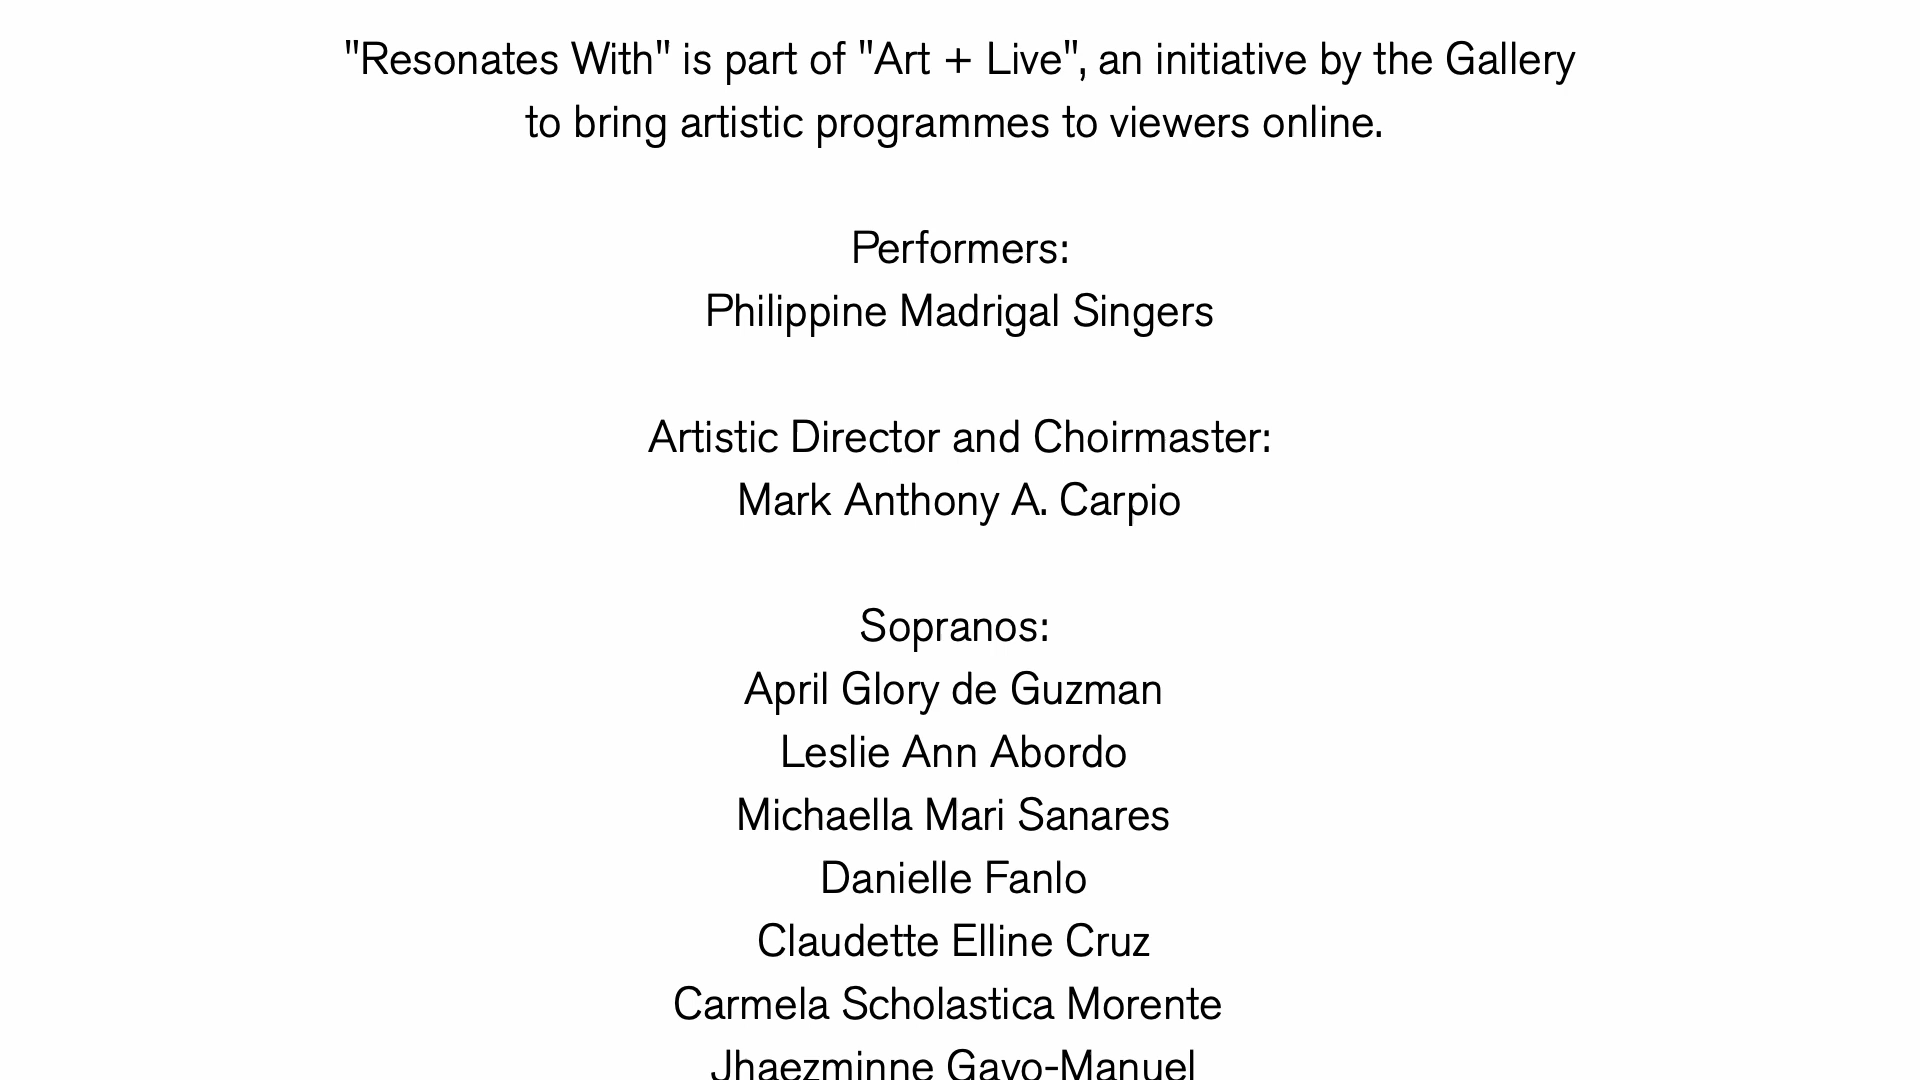 "Resonates With" is part of "Art + Live", an initiative by the Gallery
to bring artistic programmes to viewers online.
Performers:
Philippine Madrigal Singers
Artistic Director and Choirmaster:
Mark Anthony A. Carpio
Sopranos:
April Glory de Guzman
Leslie Ann Abordo
Michaella Mari Sanares
Danielle Fanlo
Claudette Elline Cruz
Carmela Scholastica Morente
Jhaezminne Gayo-Manuel